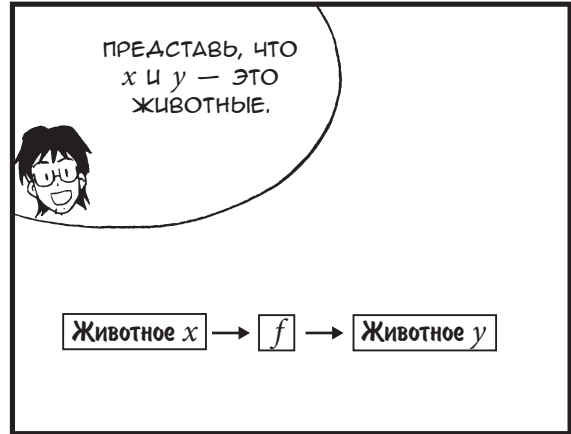 ПРЕДСТАВЬ, ЧТО
x И y — ЭТО
ЖИВОТНЫЕ.
Животное x → f → Животное y